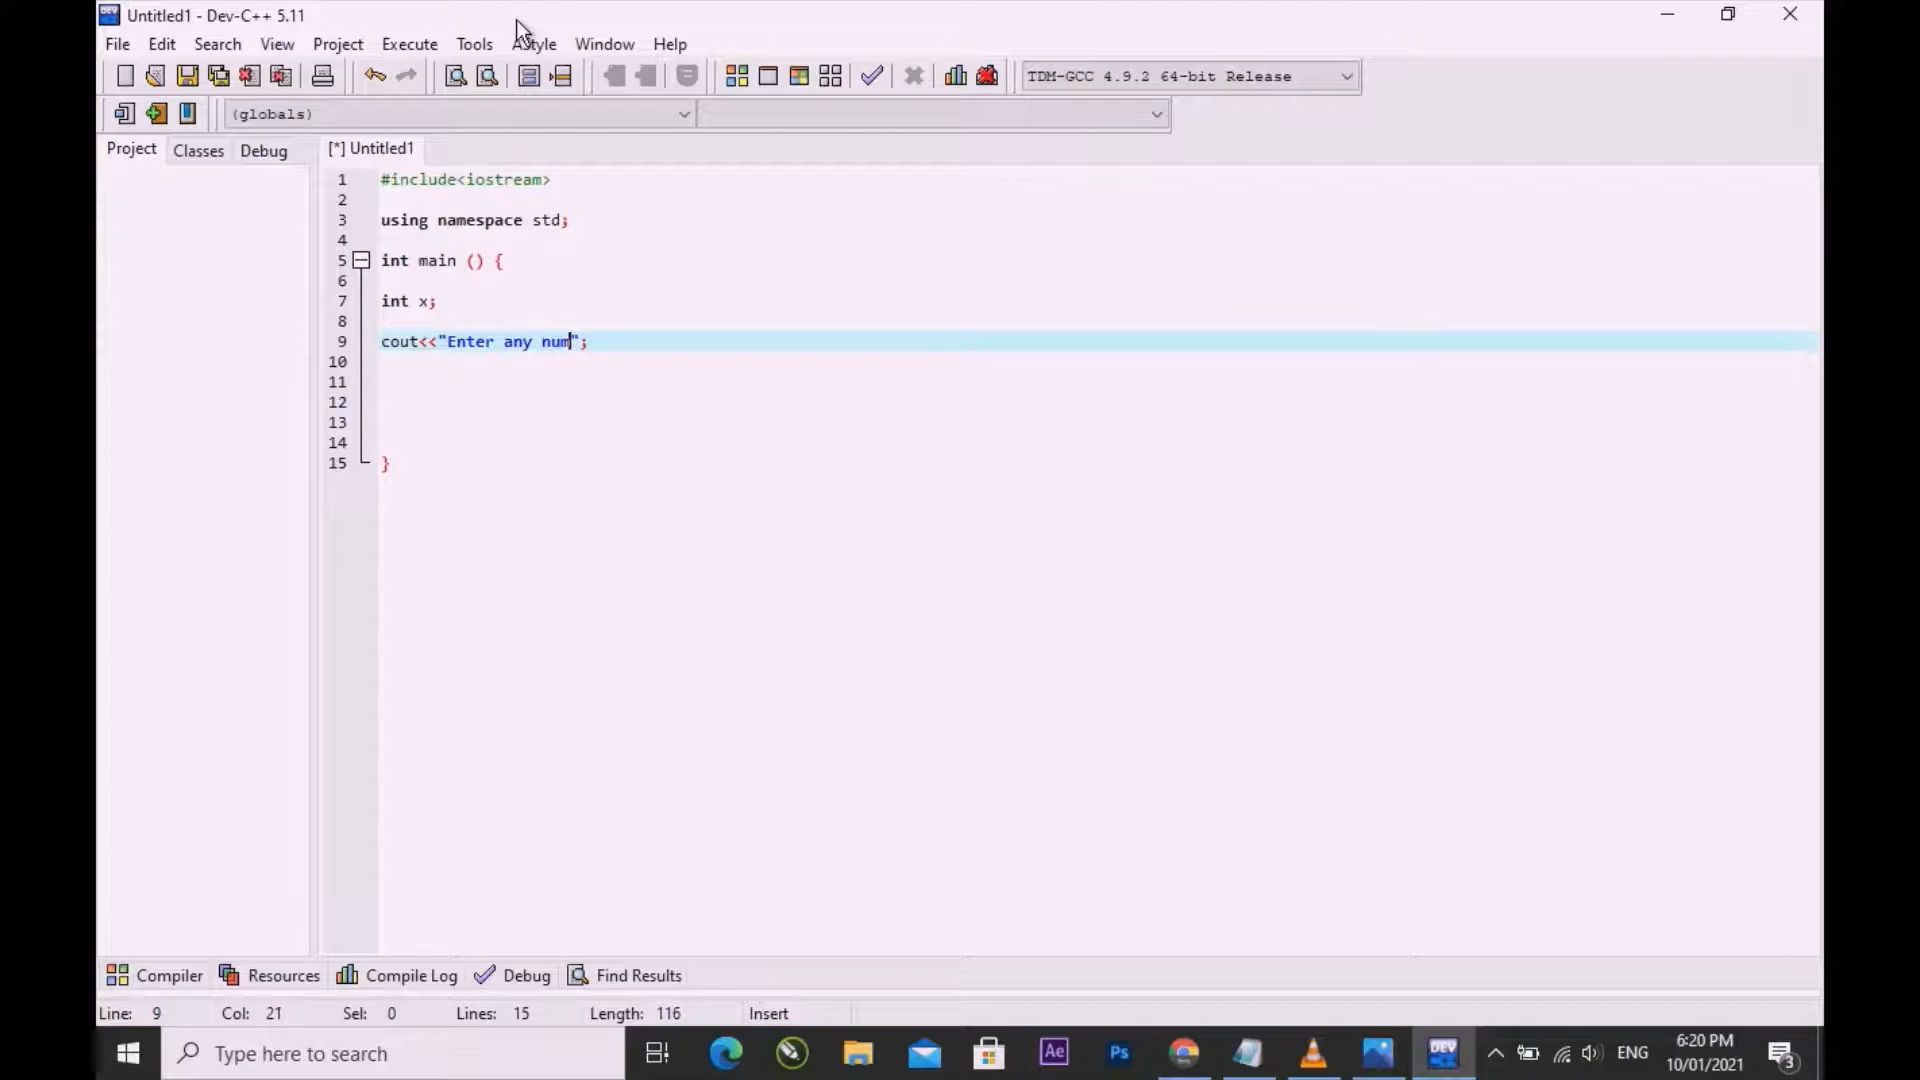 Untitled1 - Dev-C++ 5.11
File Edit Search View Project Execute Tools AStyle Window Help
TDM-GCC 4.9.2 64-bit Release
(globals)
Project Classes Debug [*] Untitled1
1 #include<iostream>
2
3 using namespace std;
4
5 int main () {
6
7 int x;
8
9 cout<<"Enter any num";
10
11
12
13
14
15 }
Compiler Resources Compile Log Debug Find Results
Line: 9 Col: 21 Sel: 0 Lines: 15 Length: 116 Insert
Type here to search Ae Ps DEV ENG 6:20 PM
10/01/2021 3